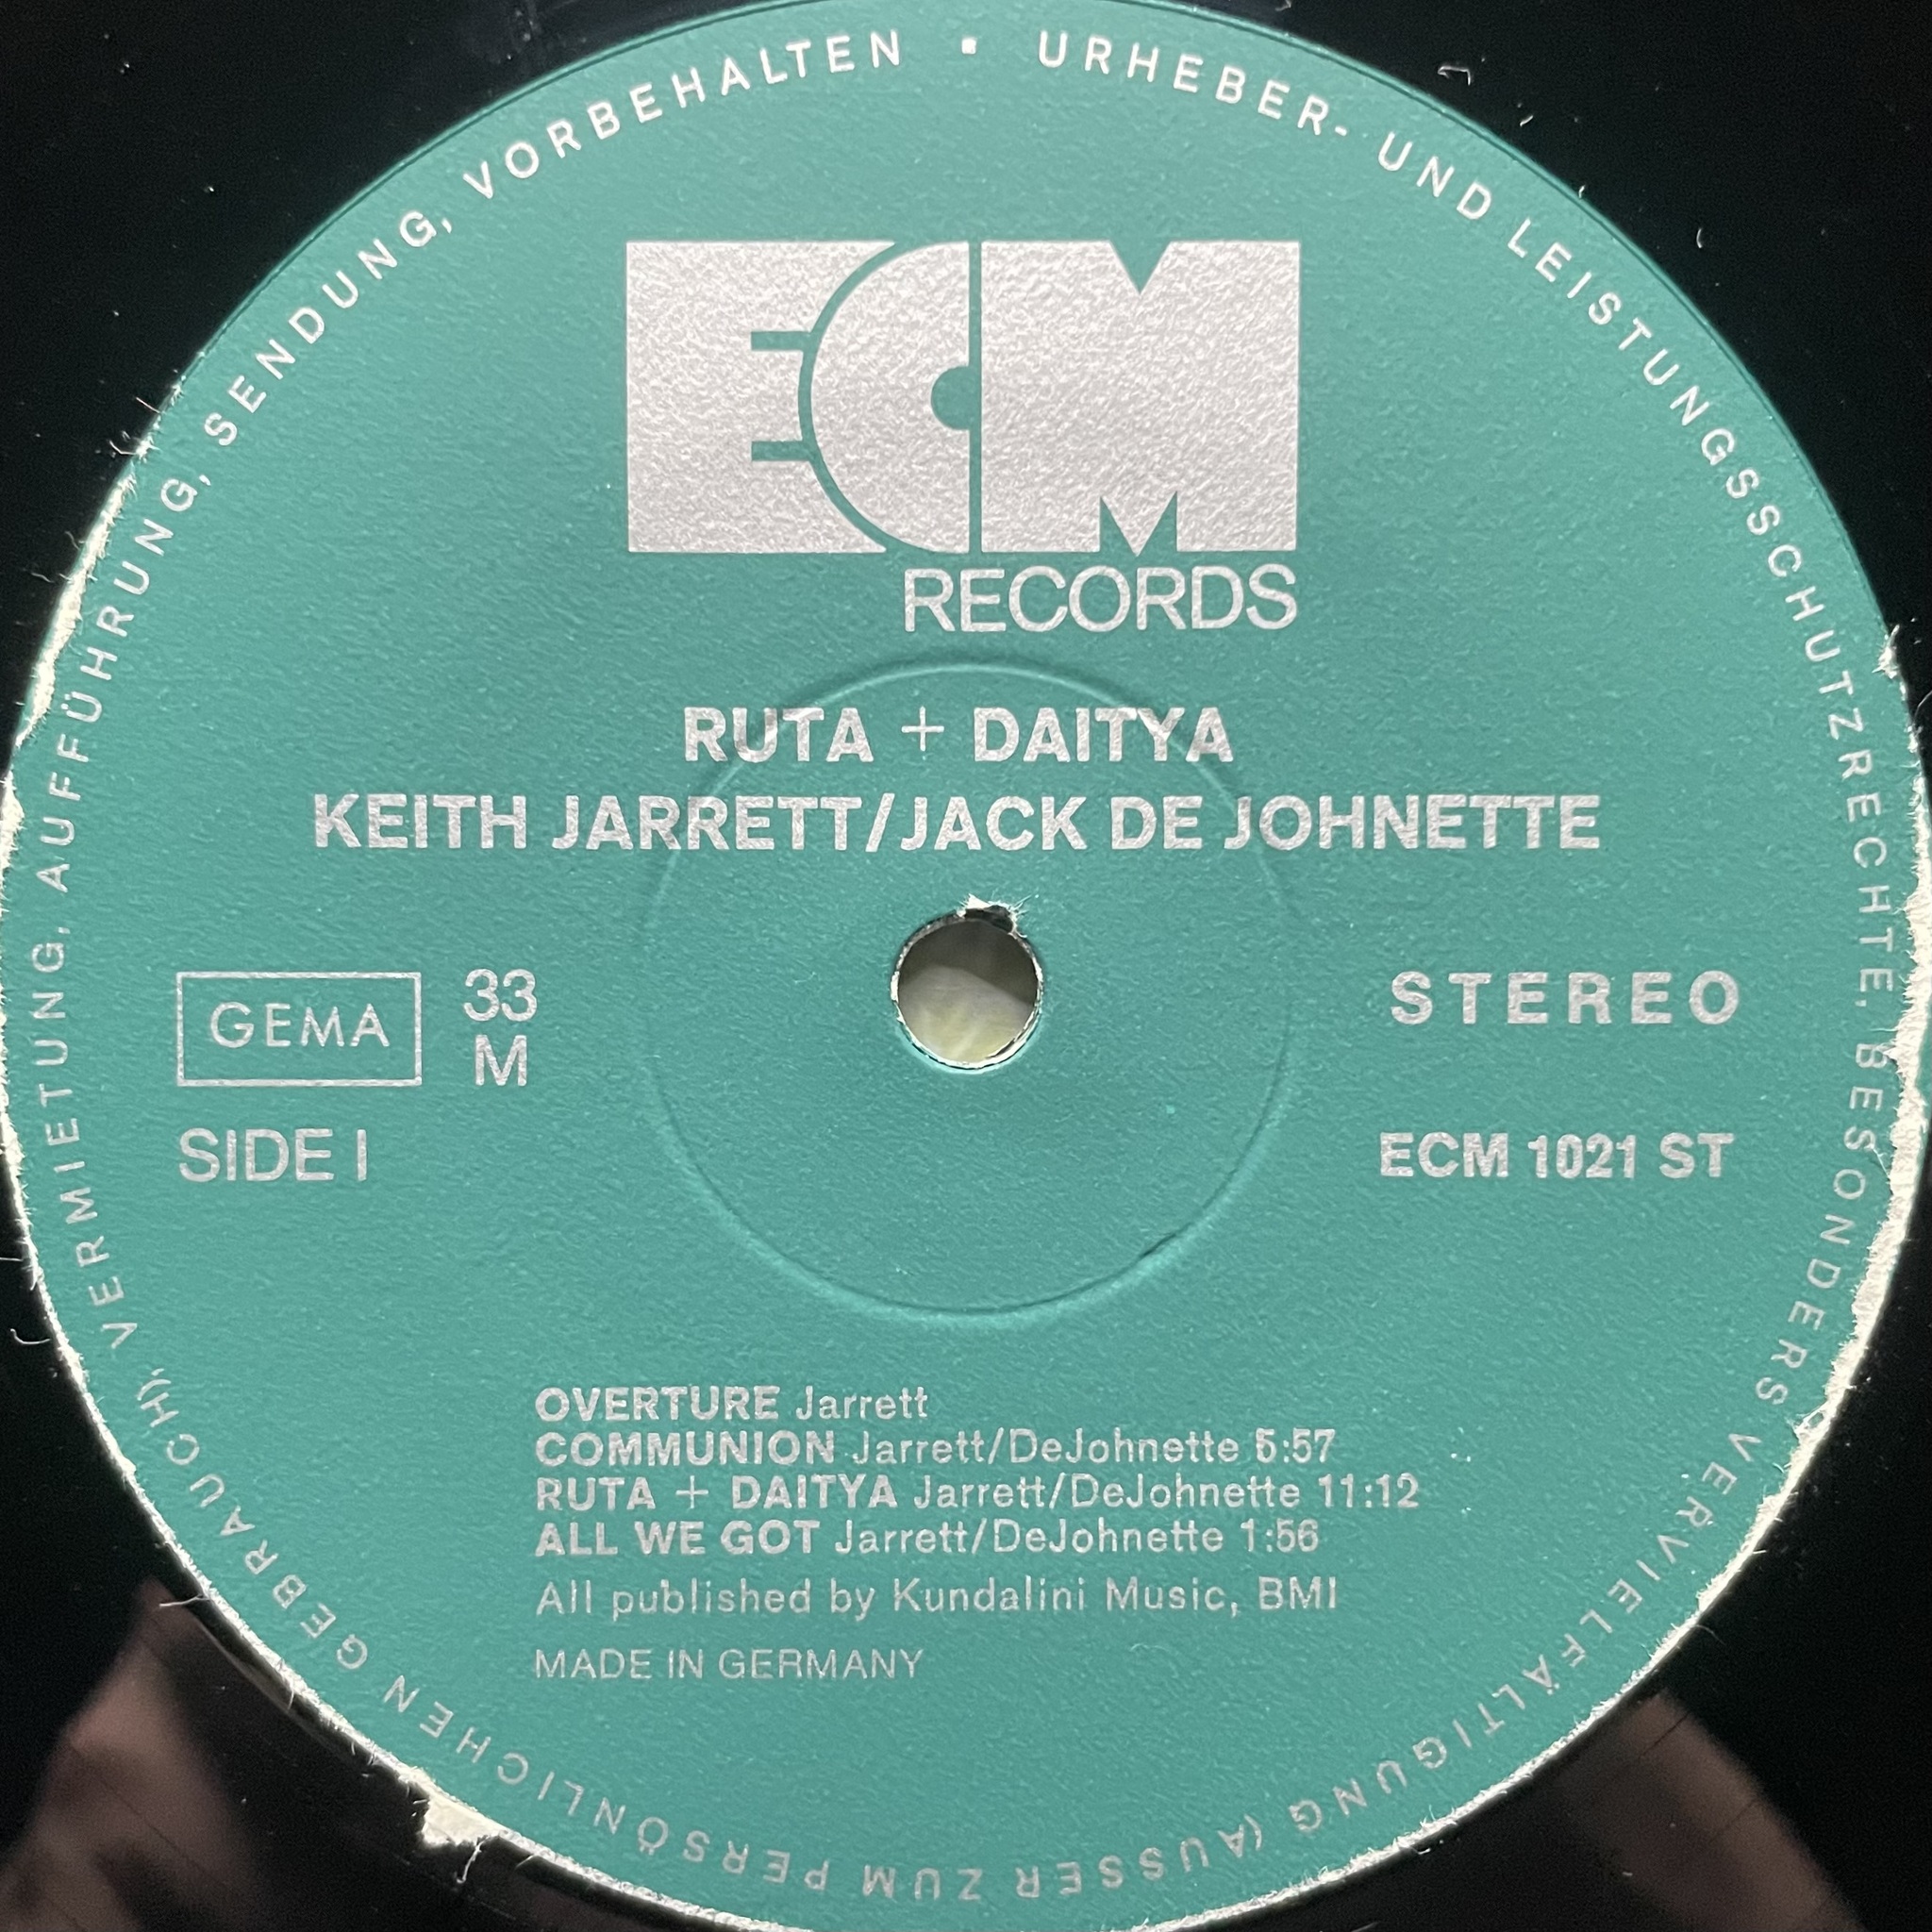 URHEBER- UND LEISTUNGSSCHUTZRECHTE, BESONDERS VERVIELFÄLTIGUNG (AUSSER ZUM PERSÖNLICHEN GEBRAUCH), VERMIETUNG, AUFFÜHRUNG, SENDUNG, VORBEHALTEN ▪
ECM
RECORDS
RUTA + DAITYA
KEITH JARRETT/JACK DE JOHNETTE
GEMA
33
M
STEREO
SIDE I
ECM 1021 ST
OVERTURE Jarrett
COMMUNION Jarrett/DeJohnette 5:57
RUTA + DAITYA Jarrett/DeJohnette 11:12
ALL WE GOT Jarrett/DeJohnette 1:56
All published by Kundalini Music, BMI
MADE IN GERMANY